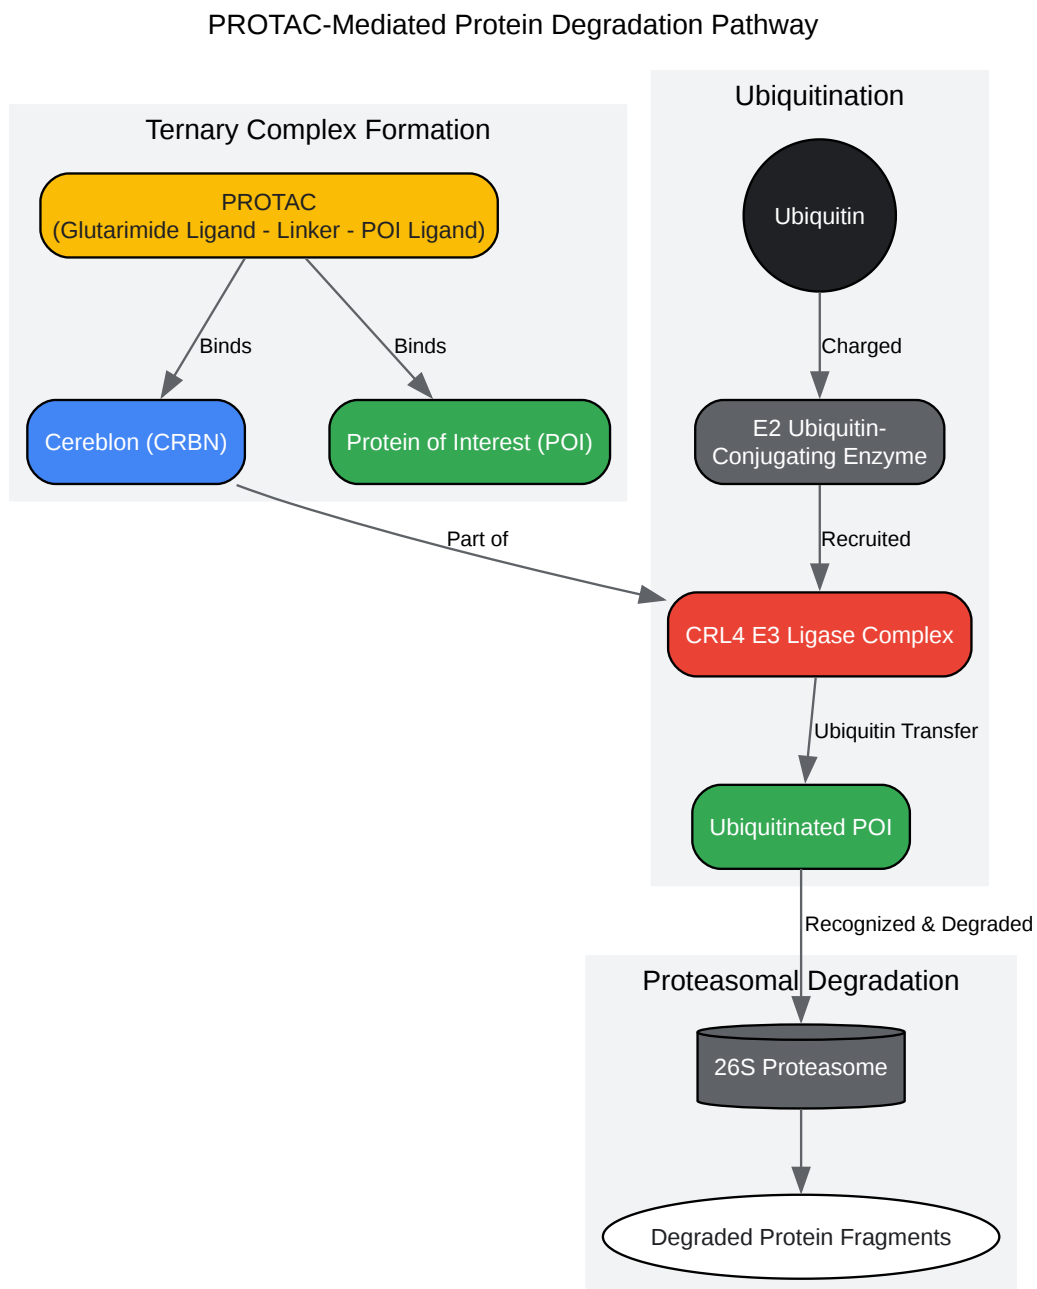 PROTAC-Mediated Protein Degradation Pathway
Ternary Complex Formation
PROTAC
(Glutarimide Ligand - Linker - POI Ligand)
Binds
Binds
Cereblon (CRBN)
Protein of Interest (POI)
Part of
Ubiquitination
Ubiquitin
Charged
E2 Ubiquitin-
Conjugating Enzyme
Recruited
CRL4 E3 Ligase Complex
Ubiquitin Transfer
Ubiquitinated POI
Recognized & Degraded
Proteasomal Degradation
26S Proteasome
Degraded Protein Fragments